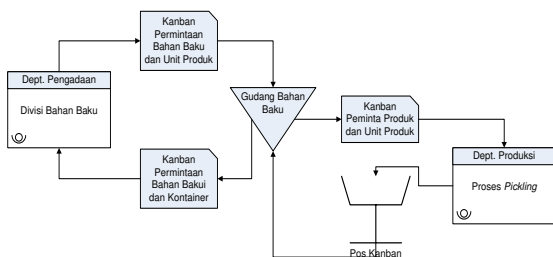 Kanban
Permintaan
Bahan Baku
dan Unit Produk
Dept. Pengadaan
Divisi Bahan Baku
Gudang Bahan
Baku
Kanban
Peminta Produk
dan Unit Produk
Kanban
Permintaan
Bahan Bakui
dan Kontainer
Dept. Produksi
Proses Pickling
Pos Kanban